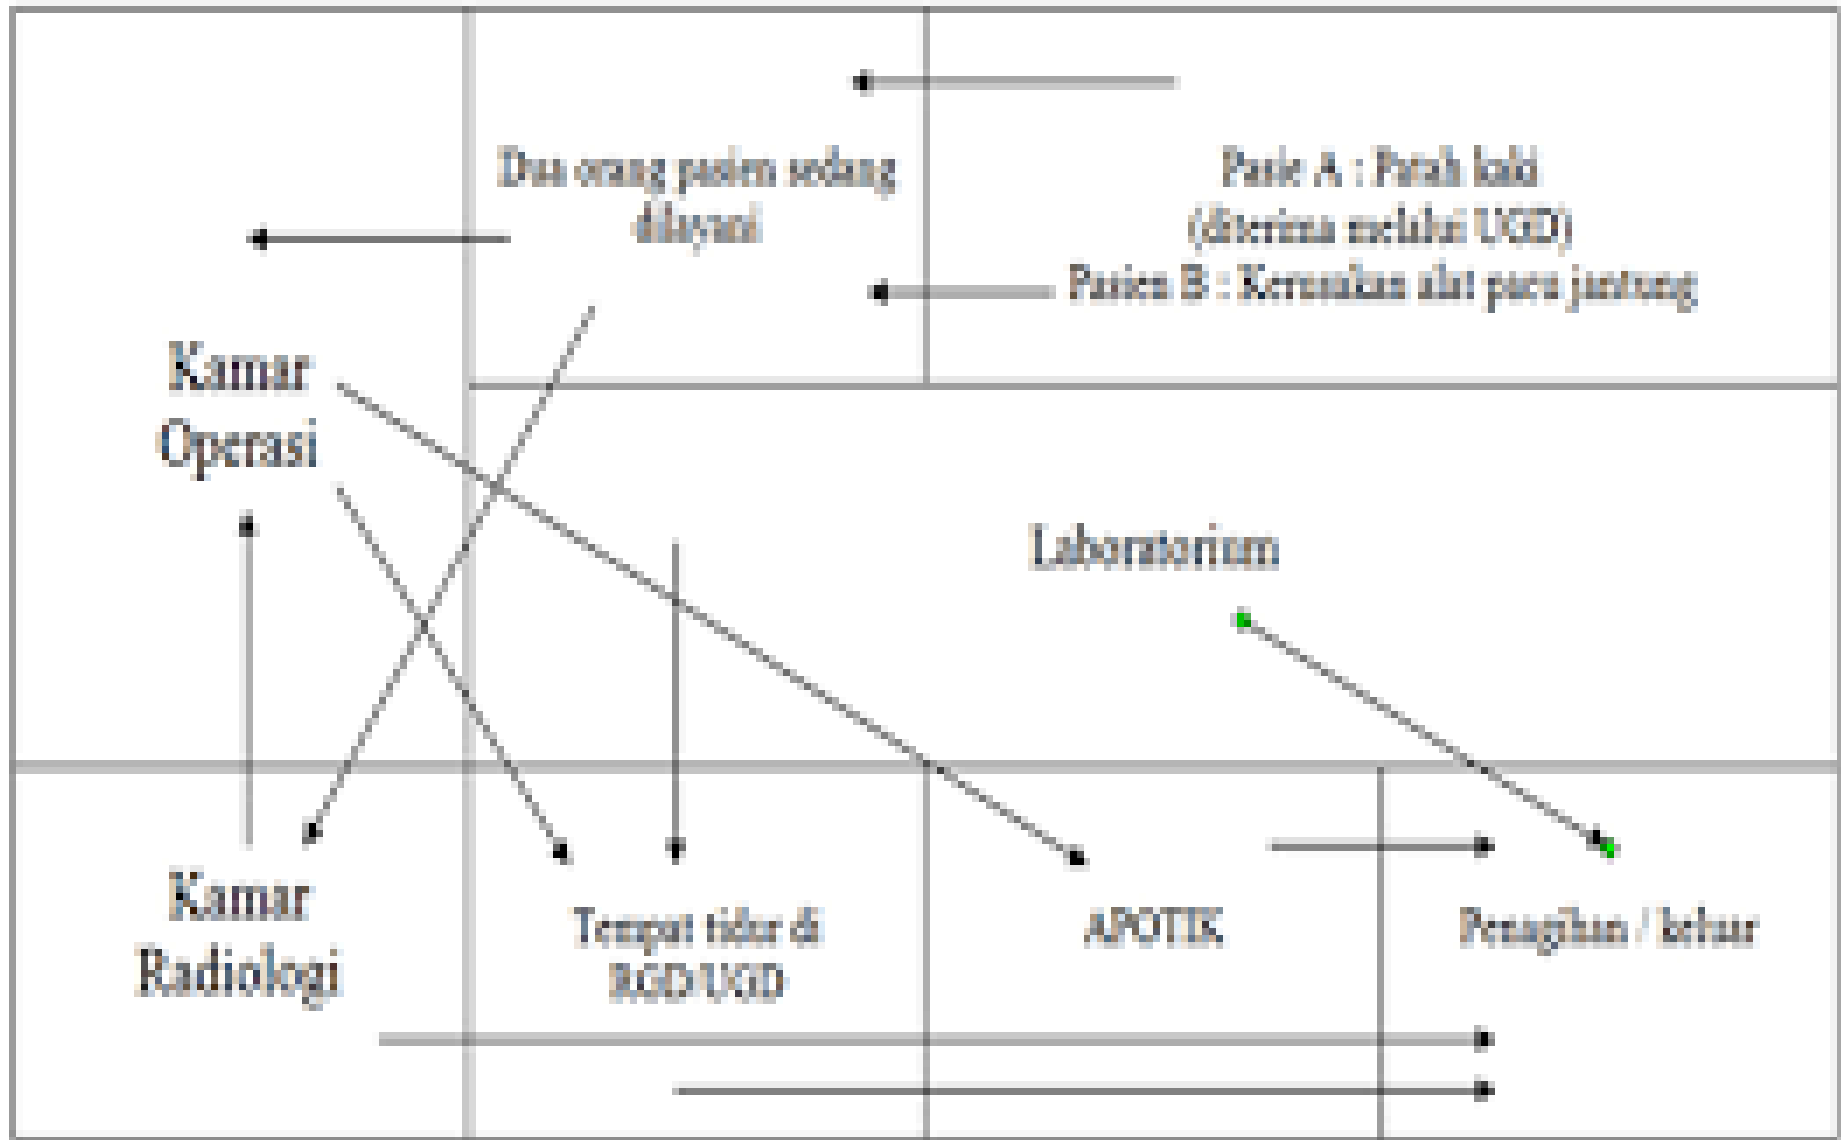 Dua orang pasien sedang
dilayani
Pasie A : Patah kaki
(diterima melalui UGD)
Pasien B : Kerusakan alat pacu jantung
Kamar
Operasi
Laboratorium
Kamar
Radiologi
Tempat tidur di
RGD/UGD
APOTIK
Penagihan / keluar